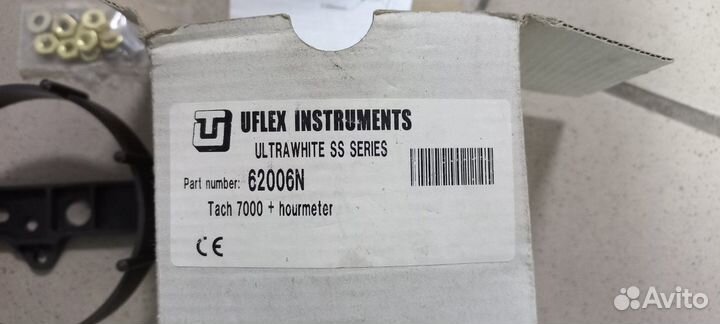 UFLEX INSTRUMENTS
ULTRAWHITE SS SERIES
Part number: 62006N
Tach 7000 + hourmeter
CE
Avito